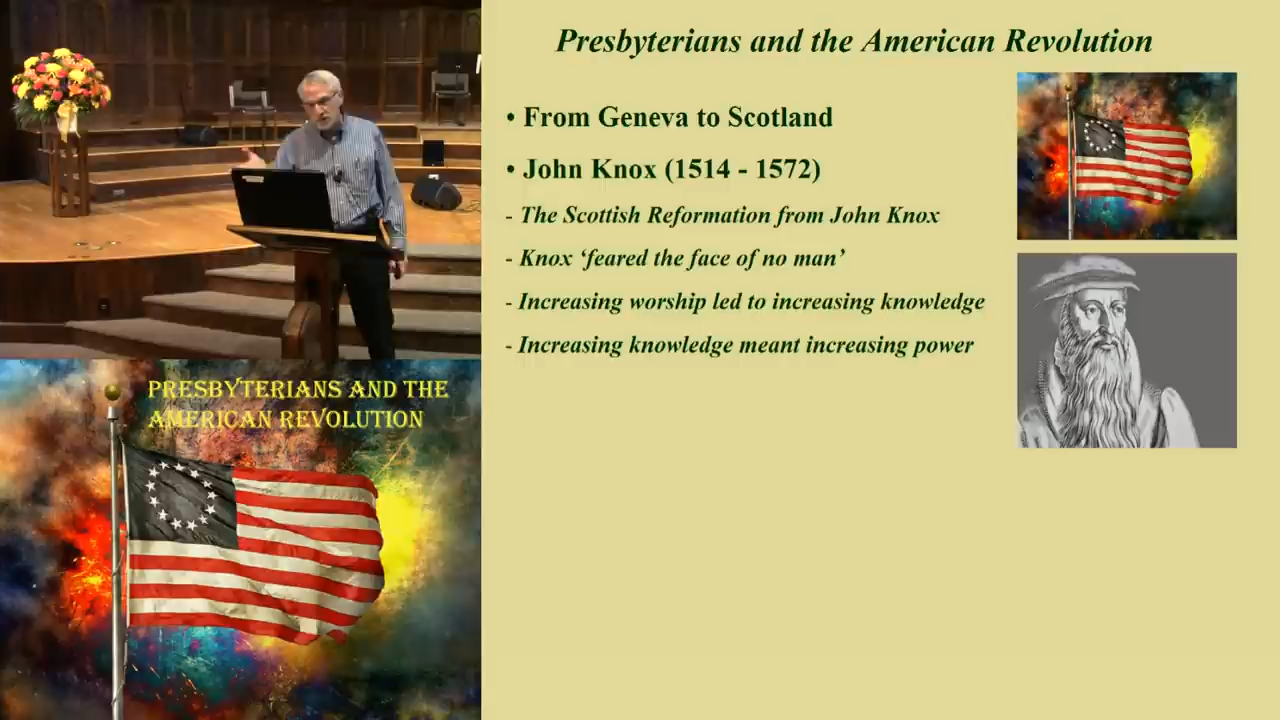 Presbyterians and the American Revolution
• From Geneva to Scotland
• John Knox (1514 - 1572)
- The Scottish Reformation from John Knox
- Knox ‘feared the face of no man’
- Increasing worship led to increasing knowledge
- Increasing knowledge meant increasing power
PRESBYTERIANS AND THE
AMERICAN REVOLUTION